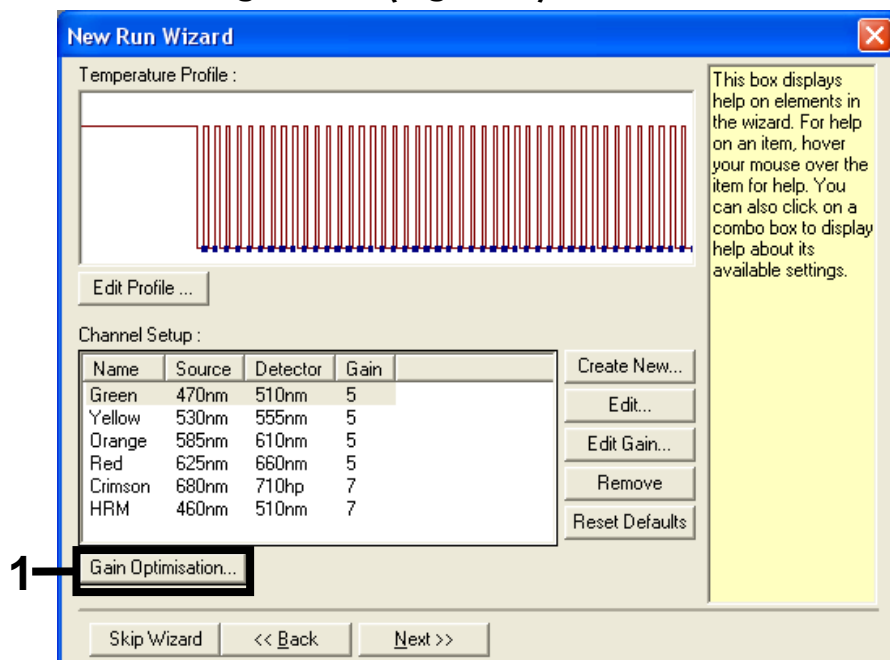 New Run Wizard
Temperature Profile :
This box displays
help on elements in
the wizard. For help
on an item, hover
your mouse over the
item for help. You
can also click on a
combo box to display
help about its
available settings.
Edit Profile ...
Channel Setup :
Name Source Detector Gain
Green 470nm 510nm 5
Yellow 530nm 555nm 5
Orange 585nm 610nm 5
Red 625nm 660nm 5
Crimson 680nm 710hp 7
HRM 460nm 510nm 7
Create New...
Edit...
Edit Gain...
Remove
Reset Defaults
1
Gain Optimisation...
Skip Wizard << Back Next >>